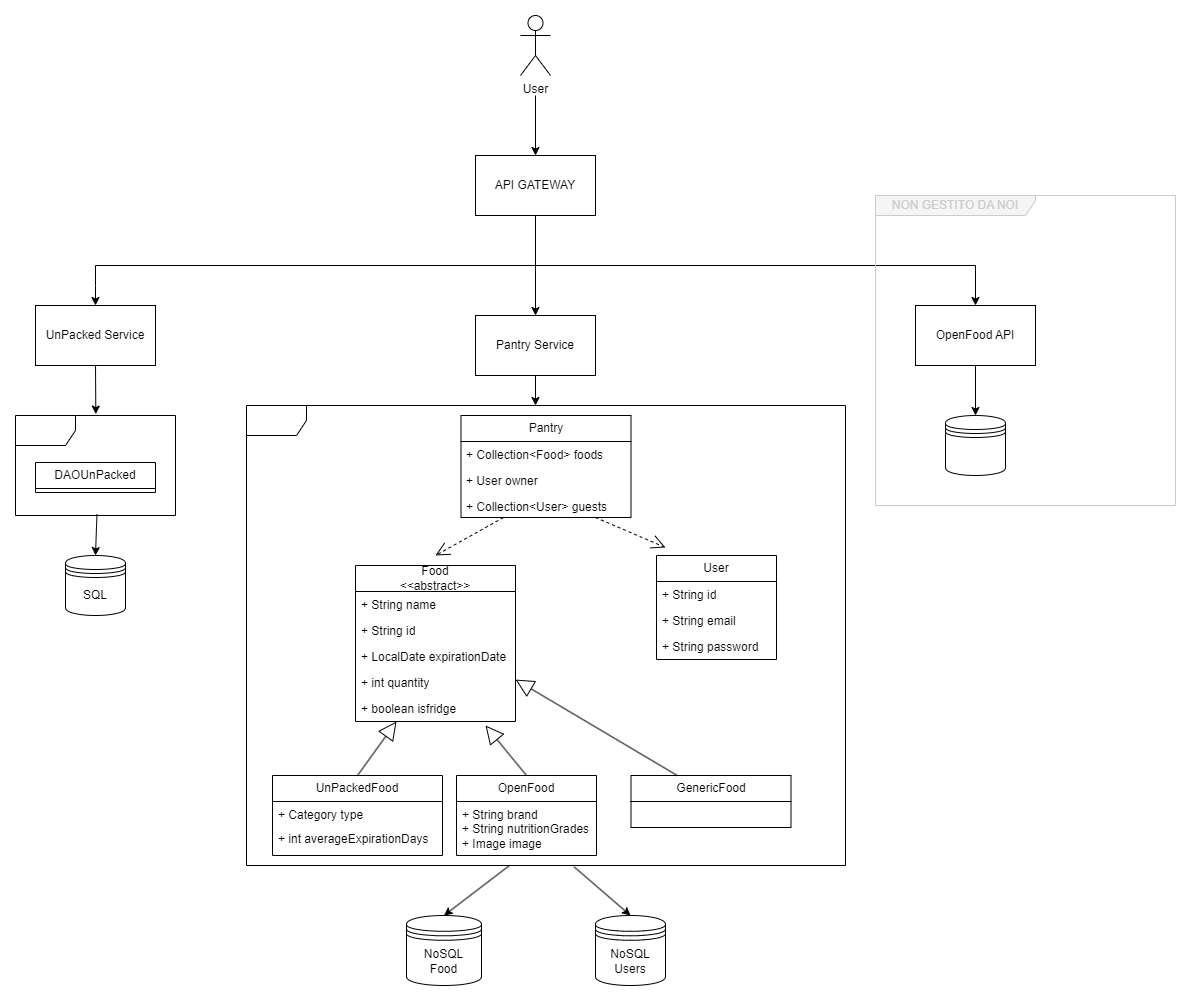 User
API GATEWAY
NON GESTITO DA NOI
UnPacked Service
Pantry Service
OpenFood API
DAOUnPacked
SQL
Pantry
+ Collection<Food> foods
+ User owner
+ Collection<User> guests
Food
<<abstract>>
+ String name
+ String id
+ LocalDate expirationDate
+ int quantity
+ boolean isfridge
User
+ String id
+ String email
+ String password
UnPackedFood
+ Category type
+ int averageExpirationDays
OpenFood
+ String brand
+ String nutritionGrades
+ Image image
GenericFood
NoSQL
Food
NoSQL
Users